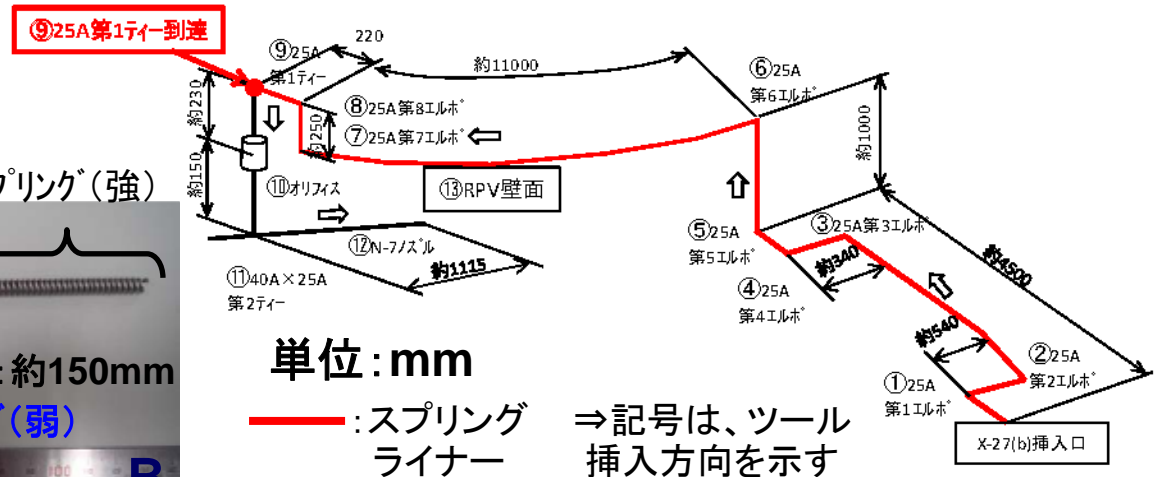 ⑨25A第1ティー到達
⑨25A
第1ティー
220
約11000
⑥25A
第6エルボ
約230
⑧25A第8エルボ
約250
⑦25A第7エルボ
⇦
約1000
プリング(強)
⇩
約150
⑩オリフィス
⑬RPV壁面
⇧
⇨
⑤25A
第5エルボ
③25A第3エルボ
⑫N-7ノズル
約1115
約340
約4500
⑪40A×25A
第2ティー
④25A
第4エルボ
約540
:約150mm
(弱)
単位:mm
②25A
第2エルボ
①25A
第1エルボ
:スプリング
ライナー
⇒記号は、ツール
挿入方向を示す
X-27(b)挿入口
100